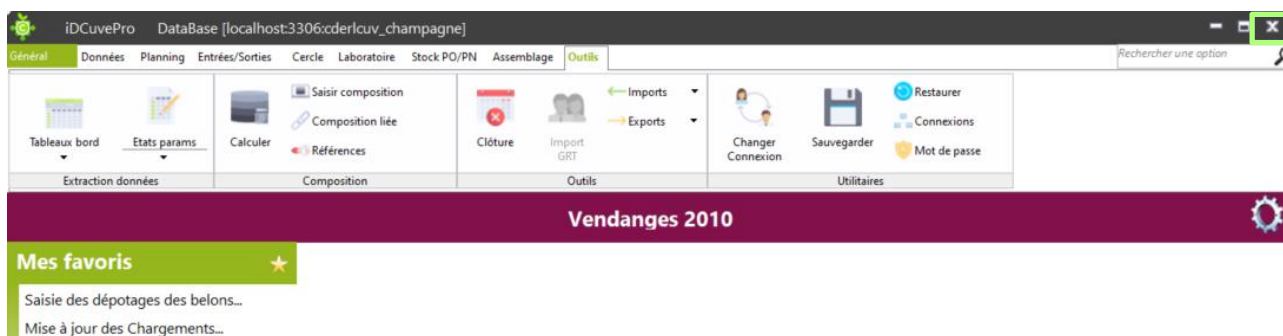 iDCuvePro DataBase [localhost:3306:cderlcuv_champagne]
Général Données Planning Entrées/Sorties Cercle Laboratoire Stock PO/PN Assemblage Outils Rechercher une option
Tableaux bord
Etats params
Extraction données
Calculer
Saisir composition
Composition liée
Références
Composition
Clôture
Import
GRT
Imports
Exports
Outils
Changer
Connexion
Sauvegarder
Restaurer
Connexions
Mot de passe
Utilitaires
Vendanges 2010
Mes favoris
Saisie des dépotages des belons...
Mise à jour des Chargements...